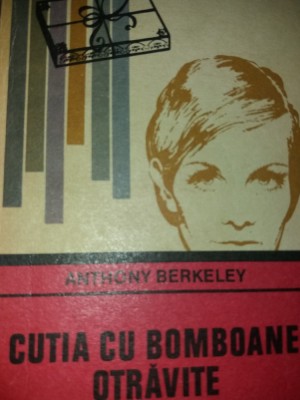 ANTHONY BERKELEY
CUTIA CU BOMBOANE
OTRĂVITE